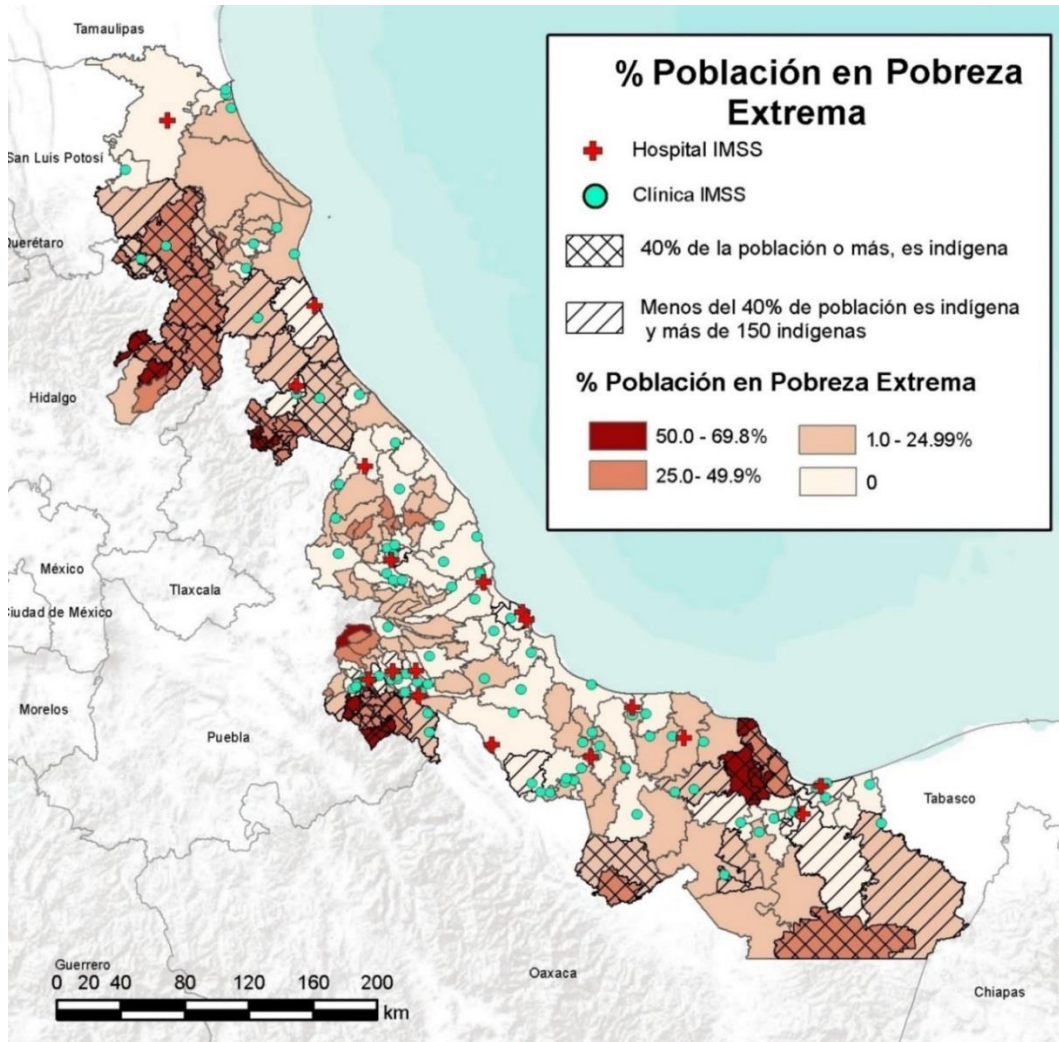 Tamaulipas
San Luis Potosí
Querétaro
Hidalgo
México
Tlaxcala
Ciudad de México
Morelos
Puebla
Guerrero
Oaxaca
Tabasco
Chiapas
% Población en Pobreza
Extrema
Hospital IMSS
Clínica IMSS
40% de la población o más, es indígena
Menos del 40% de población es indígena
y más de 150 indígenas
% Población en Pobreza Extrema
50.0 - 69.8%
1.0 - 24.99%
25.0- 49.9%
0
0 20 40 80 120 160 200
km